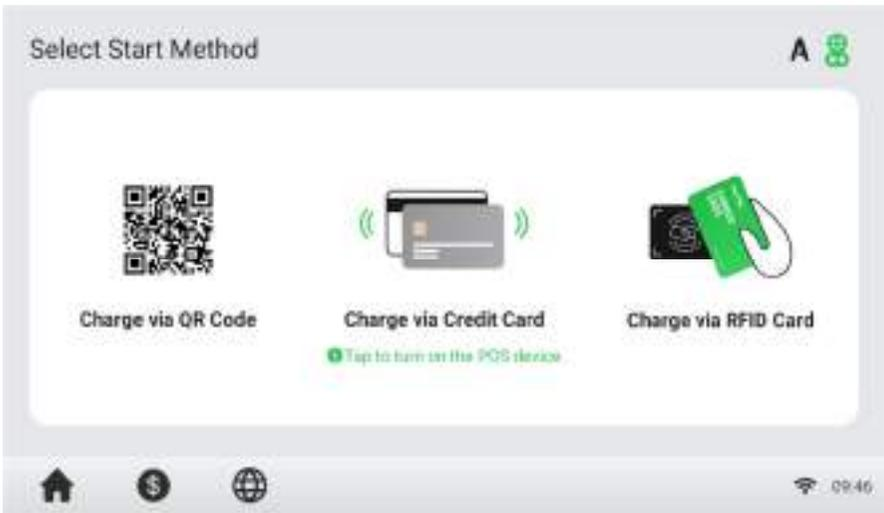 Select Start Method
A
Charge via QR Code
Charge via Credit Card
Charge via RFID Card
Tap to turn on the POS device
09:46